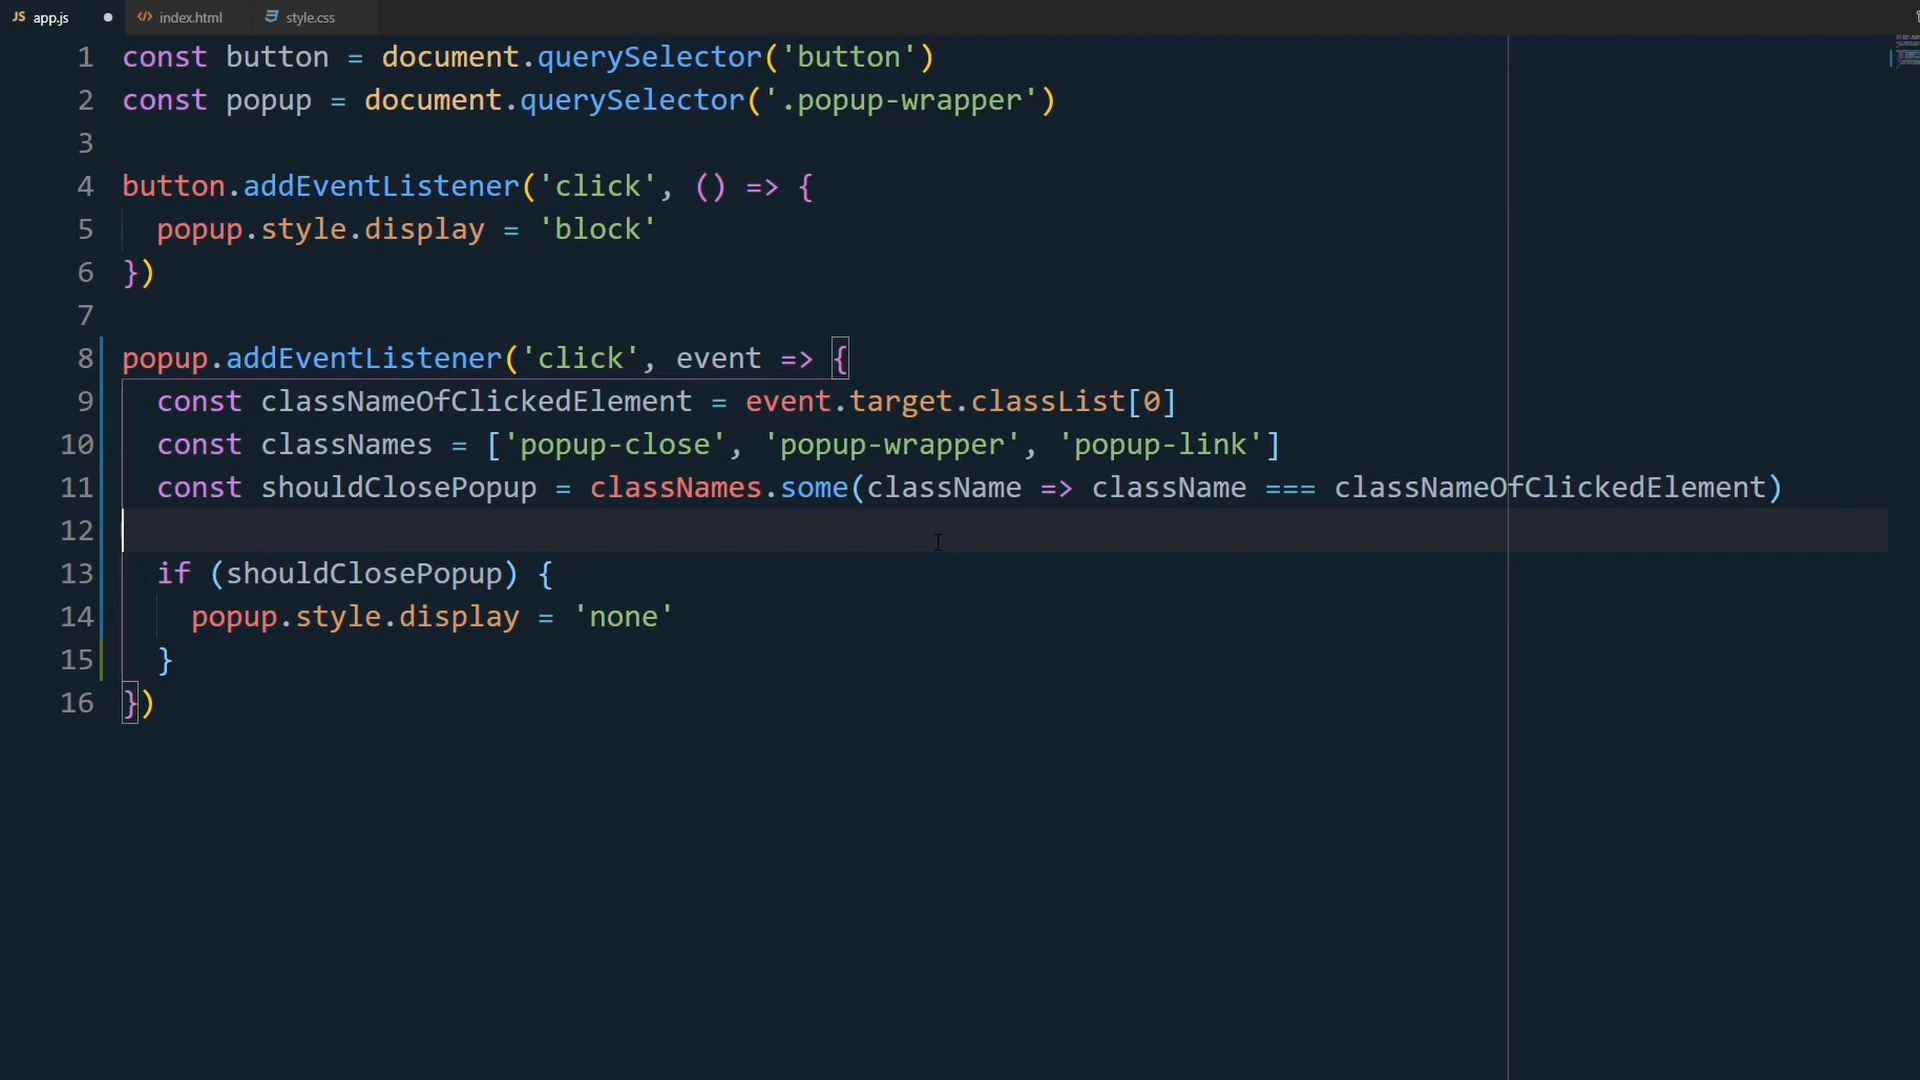 JS app.js
index.html
style.css
1 const button = document.querySelector('button')
2 const popup = document.querySelector('.popup-wrapper')
3
4 button.addEventListener('click', () => {
5 popup.style.display = 'block'
6 })
7
8 popup.addEventListener('click', event => {
9 const classNameOfClickedElement = event.target.classList[0]
10 const classNames = ['popup-close', 'popup-wrapper', 'popup-link']
11 const shouldClosePopup = classNames.some(className => className === classNameOfClickedElement)
12
13 if (shouldClosePopup) {
14 popup.style.display = 'none'
15 }
16 })